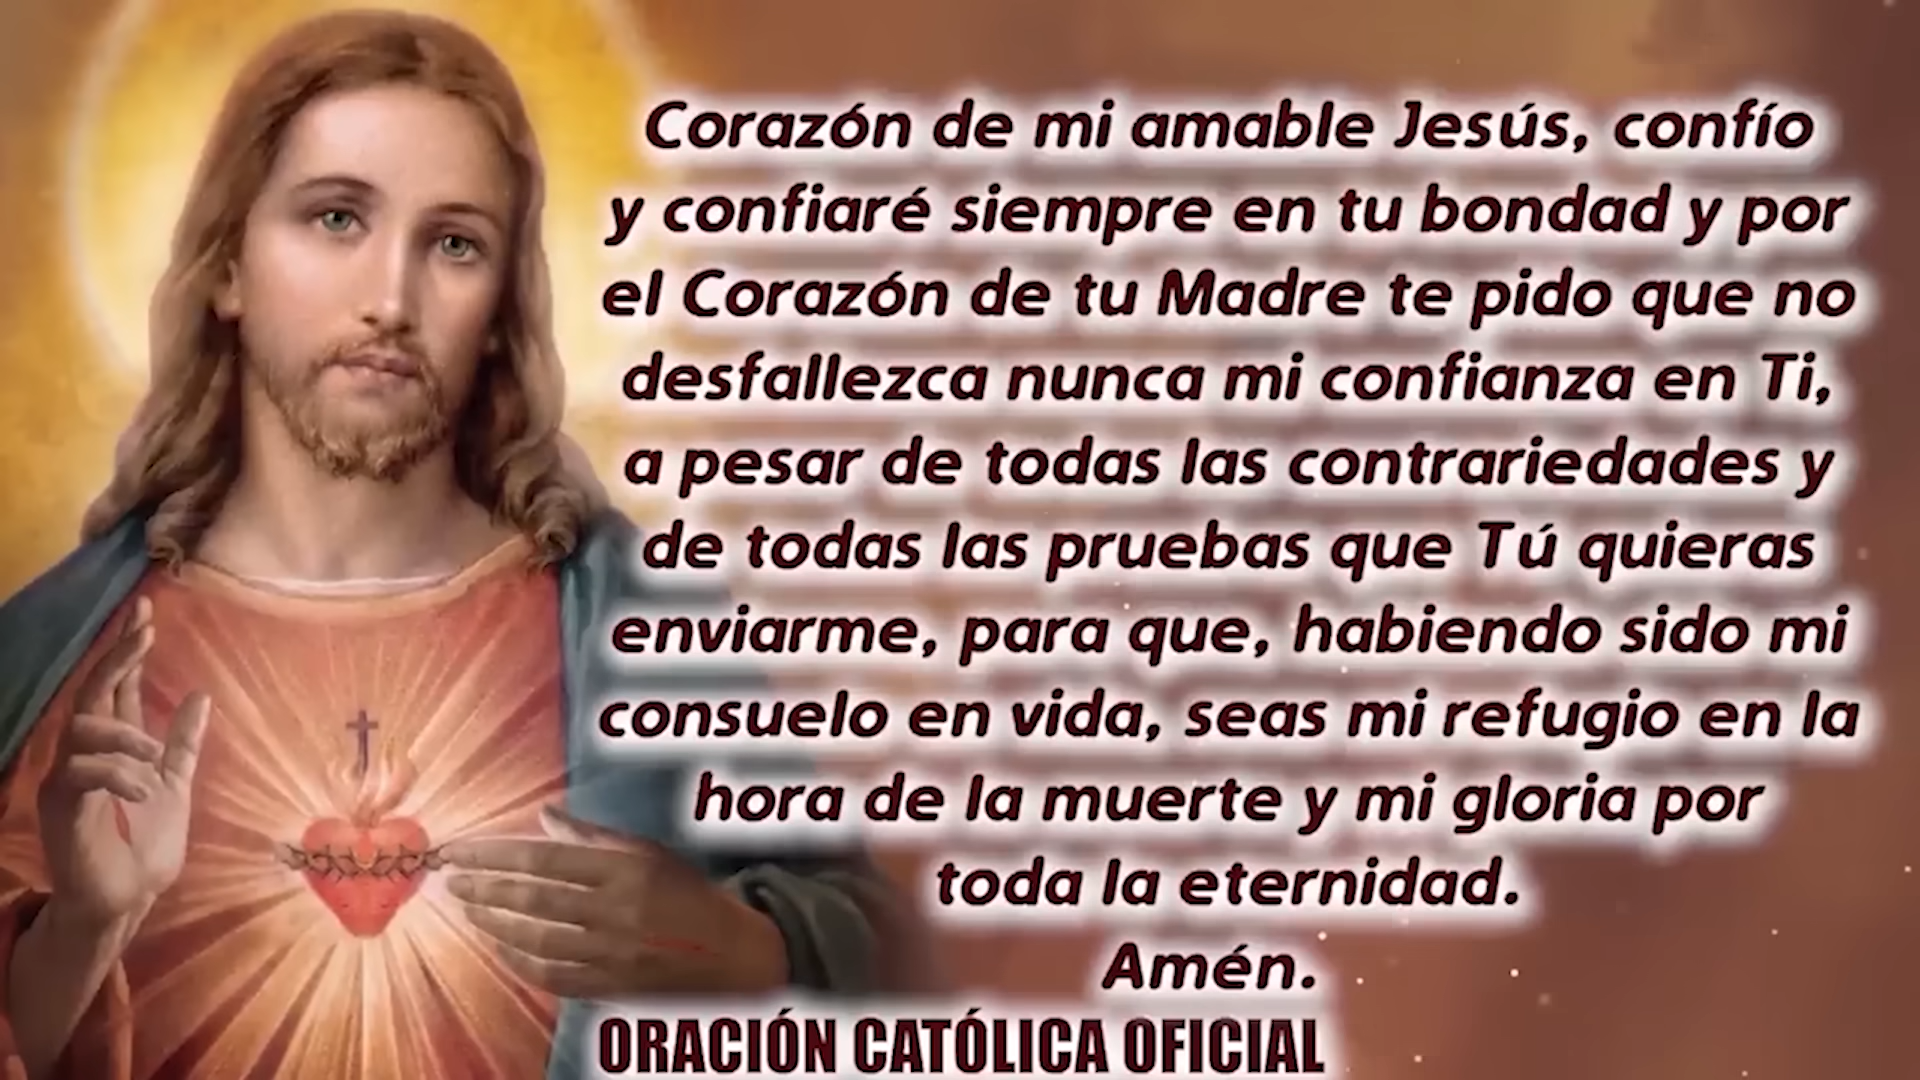 Corazón de mi amable Jesús, confío
y confiaré siempre en tu bondad y por
el Corazón de tu Madre te pido que no
desfallezca nunca mi confianza en Ti,
a pesar de todas las contrariedades y
de todas las pruebas que Tú quieras
enviarme, para que, habiendo sido mi
consuelo en vida, seas mi refugio en la
hora de la muerte y mi gloria por
toda la eternidad.
Amén.
ORACIÓN CATÓLICA OFICIAL